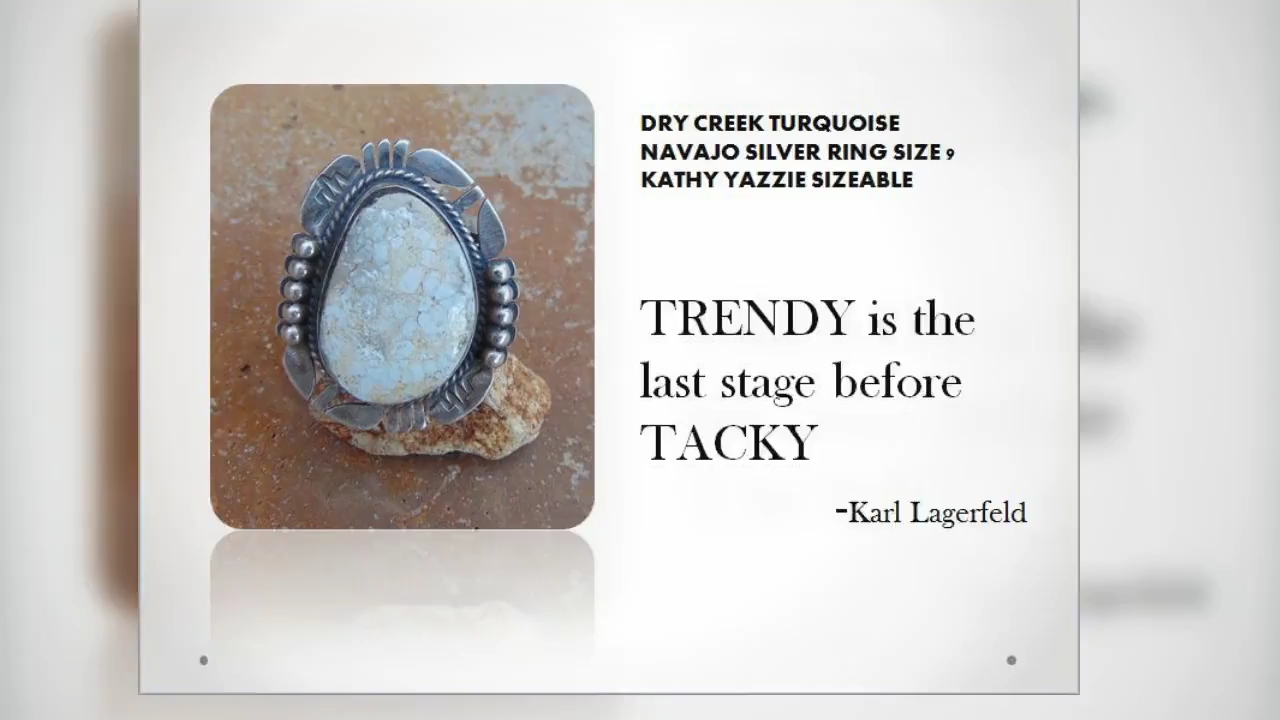 DRY CREEK TURQUOISE
NAVAJO SILVER RING SIZE 9
KATHY YAZZIE SIZEABLE
TRENDY is the
last stage before
TACKY
-Karl Lagerfeld